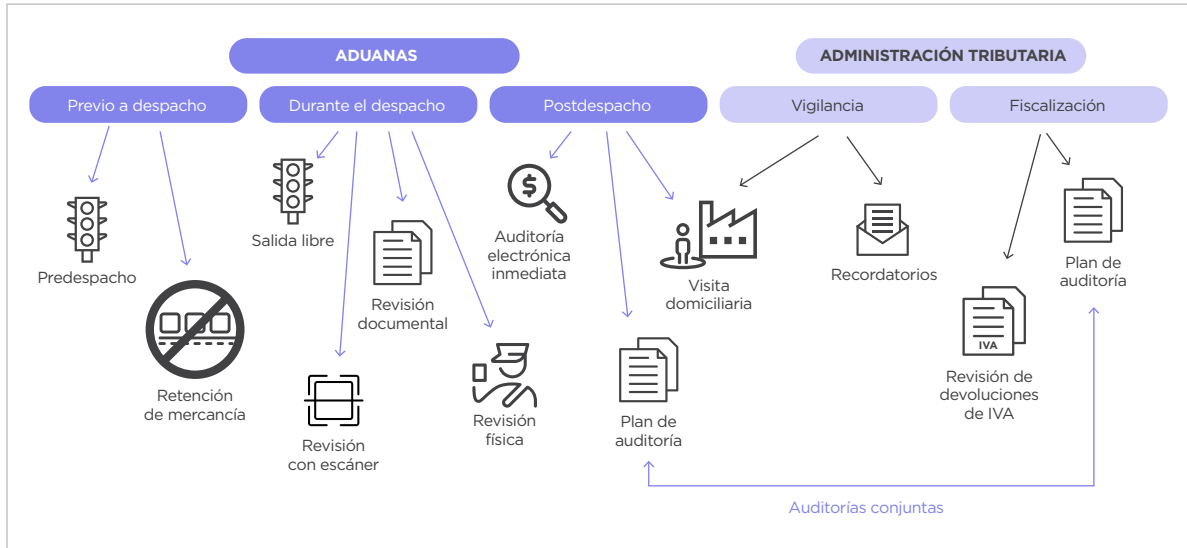 ADUANAS
ADMINISTRACIÓN TRIBUTARIA
Previo a despacho
Durante el despacho
Postdespacho
Vigilancia
Fiscalización
Predespacho
Retención
de mercancía
Salida libre
Revisión
con escáner
Revisión
documental
Revisión
física
$
Auditoría
electrónica
inmediata
Plan de
auditoría
Visita
domiciliaria
Recordatorios
IVA
Revisión de
devoluciones
de IVA
Plan de
auditoría
Auditorías conjuntas